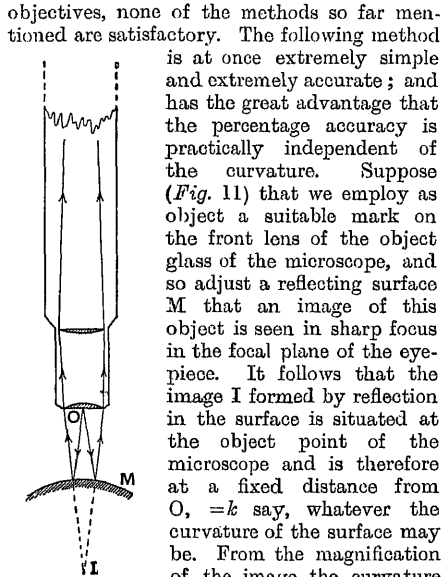 objectives, none of the methods so far men-
tioned are satisfactory. The following method
is at once extremely simple
and extremely accurate ; and
has the great advantage that
the percentage accuracy is
practically independent of
the curvature. Suppose
(Fig. 11) that we employ as
object a suitable mark on
the front lens of the object
glass of the microscope, and
so adjust a reflecting surface
M that an image of this
object is seen in sharp focus
in the focal plane of the eye-
piece. It follows that the
image I formed by reflection
in the surface is situated at
the object point of the
microscope and is therefore
at a fixed distance from
O, =k say, whatever the
curvature of the surface may
be. From the magnification
of the image the curvature
O
M
I